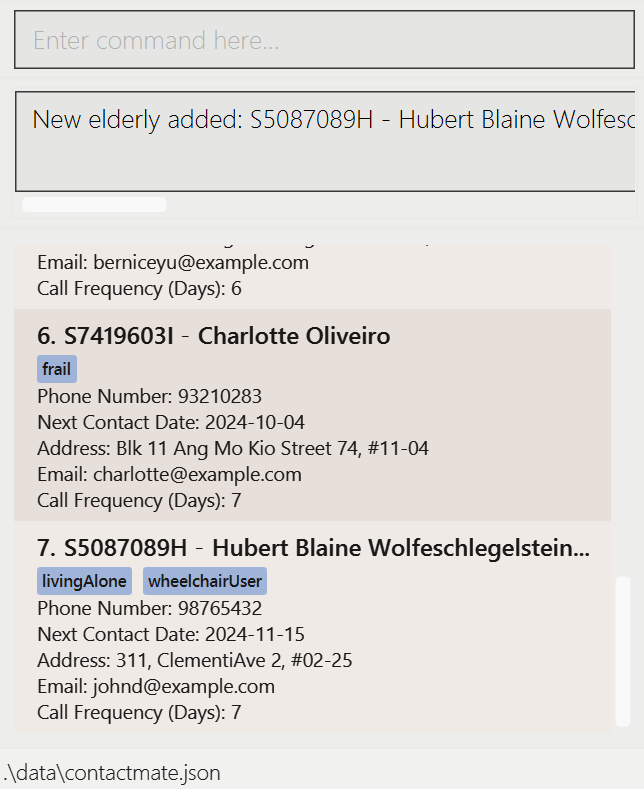 Enter command here...
New elderly added: S5087089H - Hubert Blaine Wolfesc
Email: berniceyu@example.com
Call Frequency (Days): 6
6. S7419603I - Charlotte Oliveiro
frail
Phone Number: 93210283
Next Contact Date: 2024-10-04
Address: Blk 11 Ang Mo Kio Street 74, #11-04
Email: charlotte@example.com
Call Frequency (Days): 7
7. S5087089H - Hubert Blaine Wolfeschlegelstein...
livingAlone wheelchairUser
Phone Number: 98765432
Next Contact Date: 2024-11-15
Address: 311, ClementiAve 2, #02-25
Email: johnd@example.com
Call Frequency (Days): 7
.\data\contactmate.json